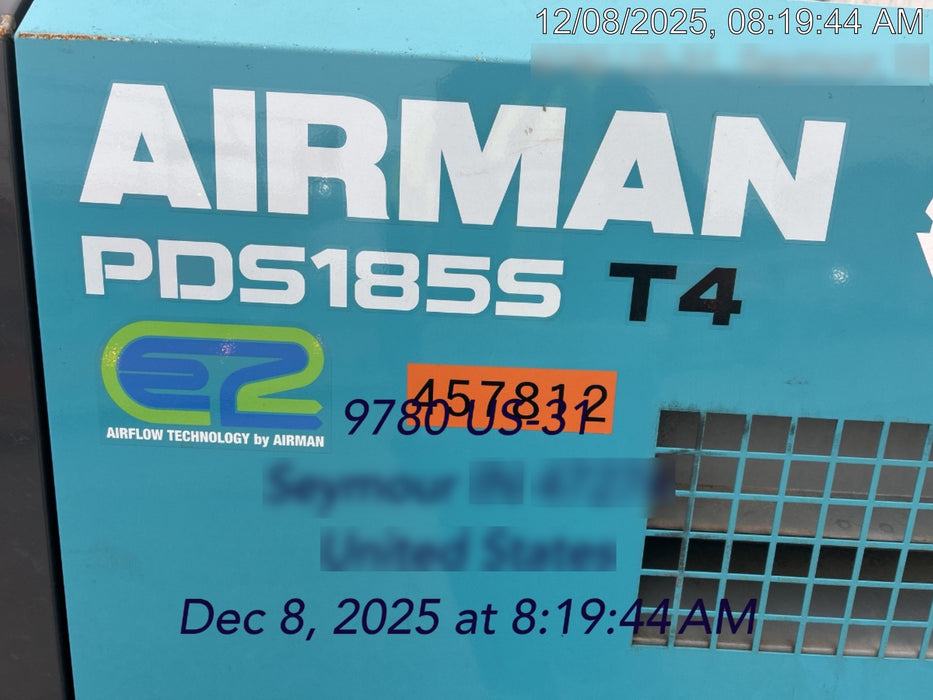 12/08/2025, 08:19:44 AM
AIRMAN
PDS185S T4
E2
AIRFLOW TECHNOLOGY by AIRMAN
457812
9780 US-31
Dec 8, 2025 at 8:19:44 AM